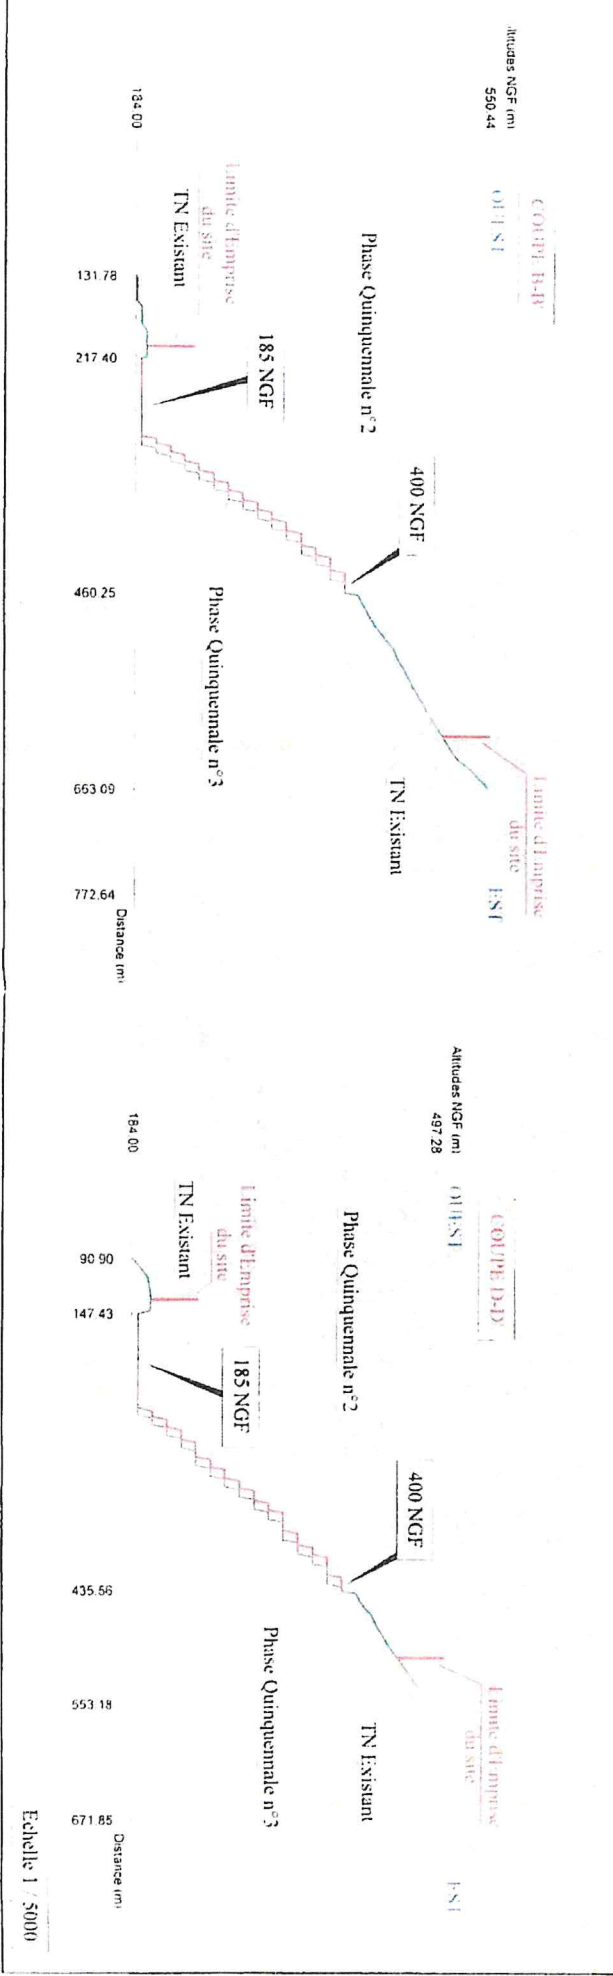 COUPE B-B'
Altitudes NGF (m)
550.44
OUEST
Phase Quinquennale n°2
400 NGF
Limite d'Emprise
du site
EST
TN Existant
185 NGF
Limite d'Emprise
du site
TN Existant
Phase Quinquennale n°3
184.00
131.78
217.40
460.25
663.09
772.64
Distance (m)
COUPE D-D'
Altitudes NGF (m)
497.28
OUEST
EST
Phase Quinquennale n°2
400 NGF
Limite d'Emprise
du site
TN Existant
Limite d'Emprise
du site
TN Existant
185 NGF
Phase Quinquennale n°3
184.00
90.90
147.43
435.56
553.18
671.85
Distance (m)
Echelle 1 / 5000